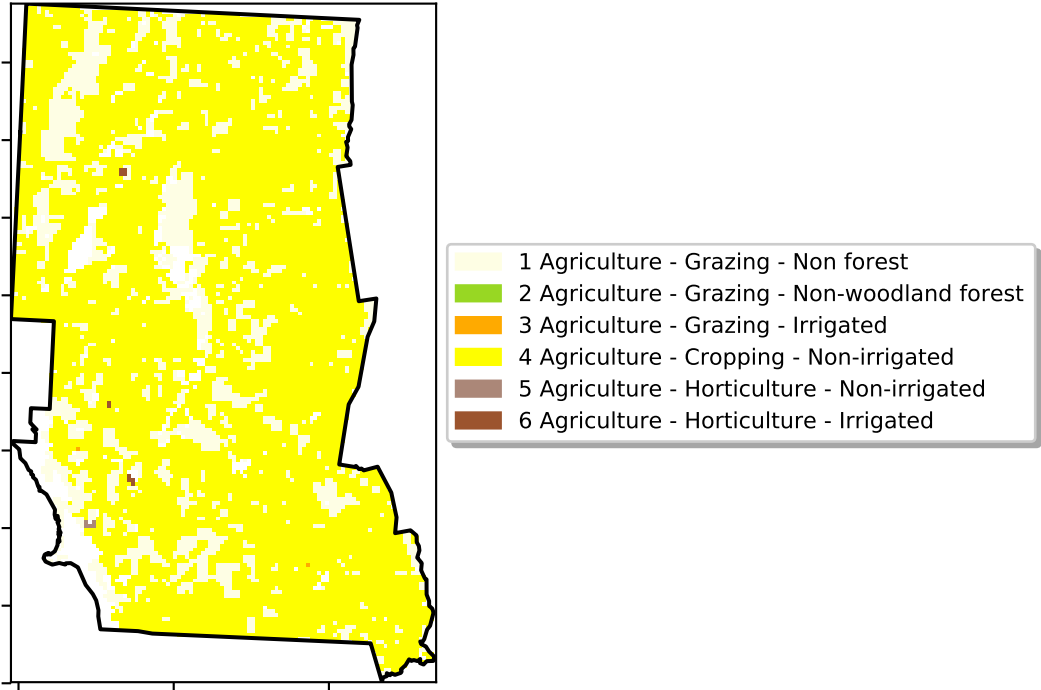 1 Agriculture - Grazing - Non forest
2 Agriculture - Grazing - Non-woodland forest
3 Agriculture - Grazing - Irrigated
4 Agriculture - Cropping - Non-irrigated
5 Agriculture - Horticulture - Non-irrigated
6 Agriculture - Horticulture - Irrigated